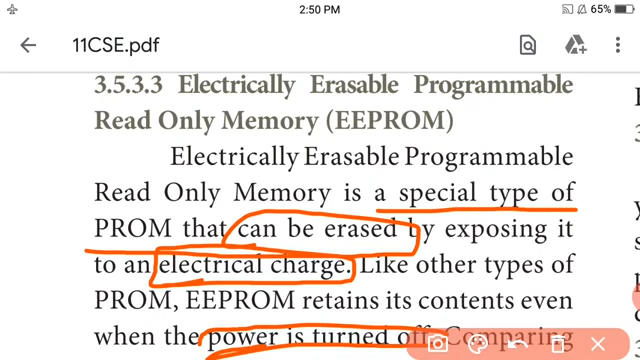 2:50 PM
65%
11CSE.pdf
3.5.3.3 Electrically Erasable Programmable
Read Only Memory (EEPROM)
Electrically Erasable Programmable
Read Only Memory is a special type of
PROM that can be erased by exposing it
to an electrical charge. Like other types of
PROM, EEPROM retains its contents even
when the power is turned off. Comparing